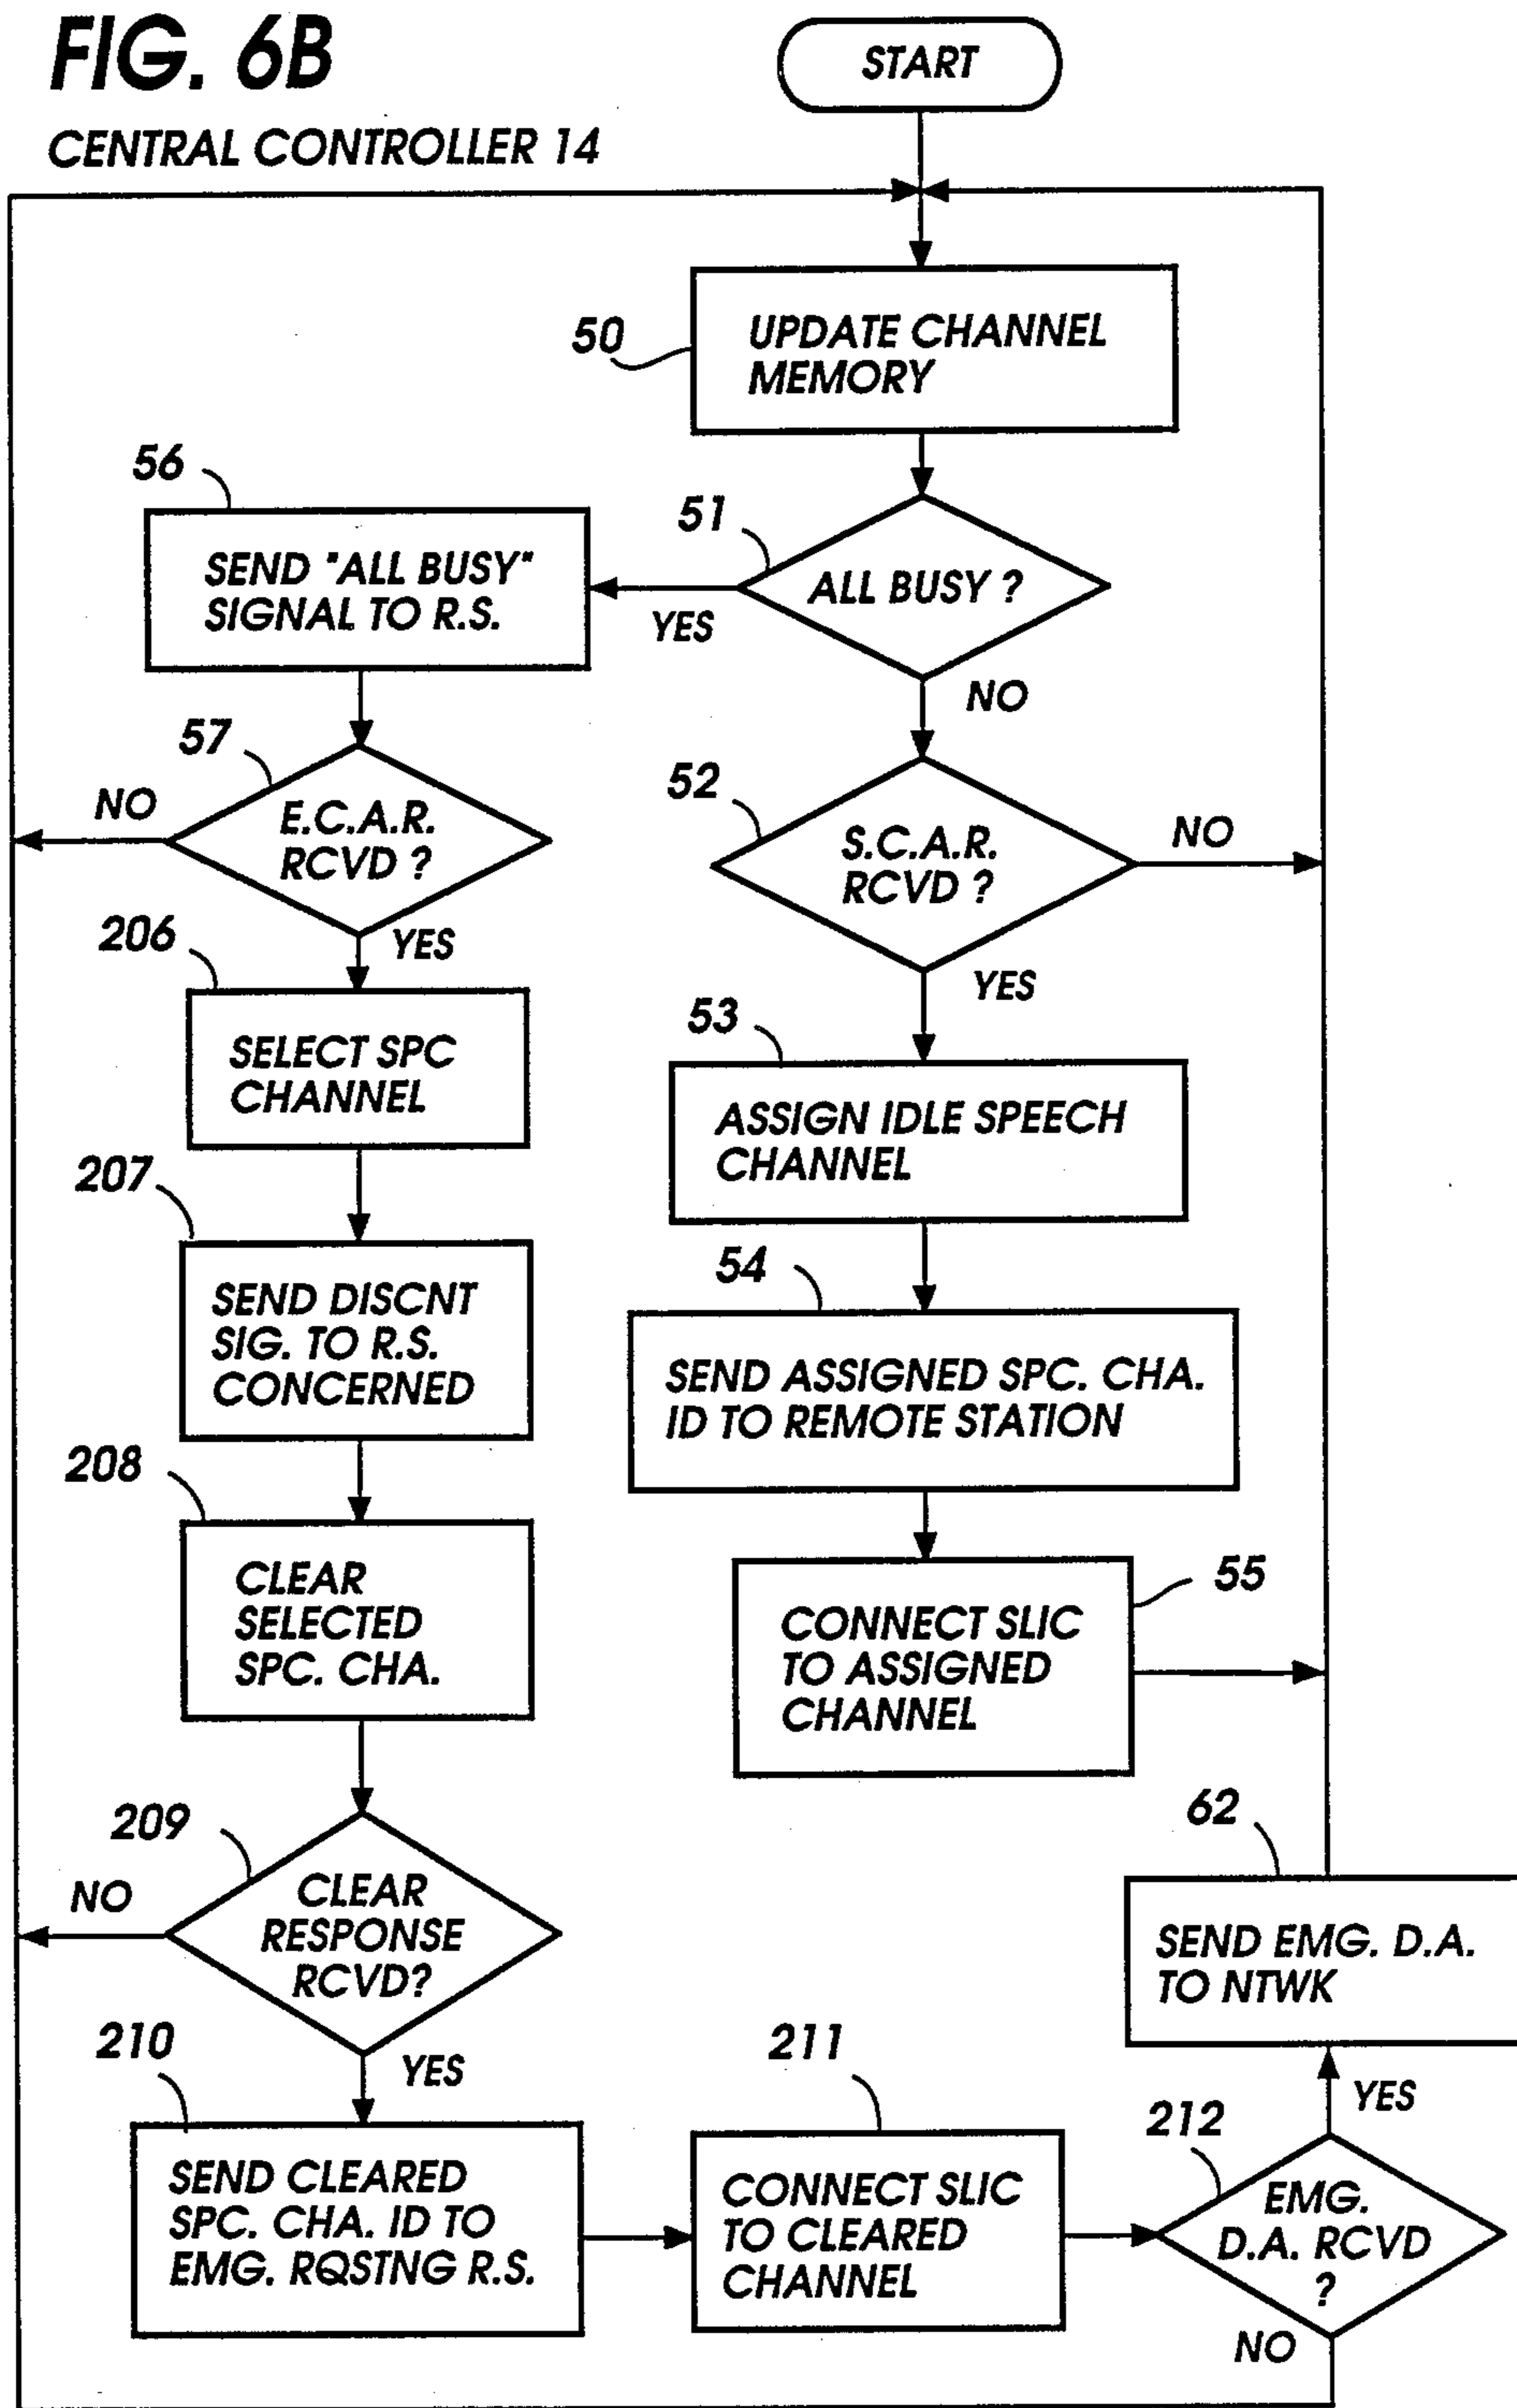 FIG. 6B
CENTRAL CONTROLLER 14
START
50
UPDATE CHANNEL
MEMORY
56
SEND "ALL BUSY"
SIGNAL TO R.S.
51
ALL BUSY ?
YES
NO
57
E.C.A.R.
RCVD ?
NO
YES
52
S.C.A.R.
RCVD ?
NO
YES
206
SELECT SPC
CHANNEL
53
ASSIGN IDLE SPEECH
CHANNEL
207
SEND DISCNT
SIG. TO R.S.
CONCERNED
54
SEND ASSIGNED SPC. CHA.
ID TO REMOTE STATION
208
CLEAR
SELECTED
SPC. CHA.
55
CONNECT SLIC
TO ASSIGNED
CHANNEL
209
CLEAR
RESPONSE
RCVD?
NO
YES
62
SEND EMG. D.A.
TO NTWK
210
SEND CLEARED
SPC. CHA. ID TO
EMG. RQSTNG R.S.
211
CONNECT SLIC
TO CLEARED
CHANNEL
212
EMG.
D.A. RCVD
?
YES
NO